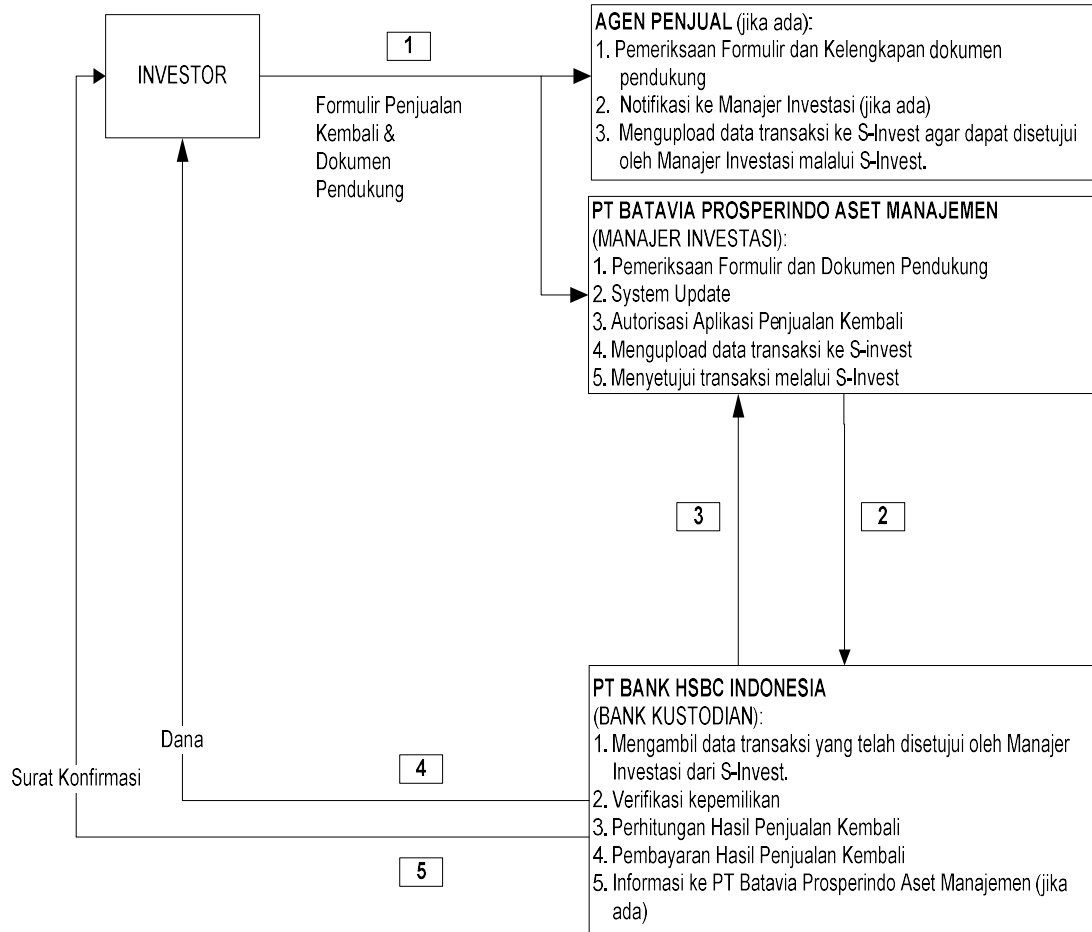 INVESTOR
1
Formulir Penjualan
Kembali &
Dokumen
Pendukung
AGEN PENJUAL (jika ada):
1. Pemeriksaan Formulir dan Kelengkapan dokumen
pendukung
2. Notifikasi ke Manajer Investasi (jika ada)
3. Mengupload data transaksi ke S-Invest agar dapat disetujui
oleh Manajer Investasi malalui S-Invest.
PT BATAVIA PROSPERINDO ASET MANAJEMEN
(MANAJER INVESTASI):
1. Pemeriksaan Formulir dan Dokumen Pendukung
2. System Update
3. Autorisasi Aplikasi Penjualan Kembali
4. Mengupload data transaksi ke S-invest
5. Menyetujui transaksi melalui S-Invest
3
2
PT BANK HSBC INDONESIA
(BANK KUSTODIAN):
1. Mengambil data transaksi yang telah disetujui oleh Manajer
Investasi dari S-Invest.
2. Verifikasi kepemilikan
3. Perhitungan Hasil Penjualan Kembali
4. Pembayaran Hasil Penjualan Kembali
5. Informasi ke PT Batavia Prosperindo Aset Manajemen (jika
ada)
Dana
4
Surat Konfirmasi
5